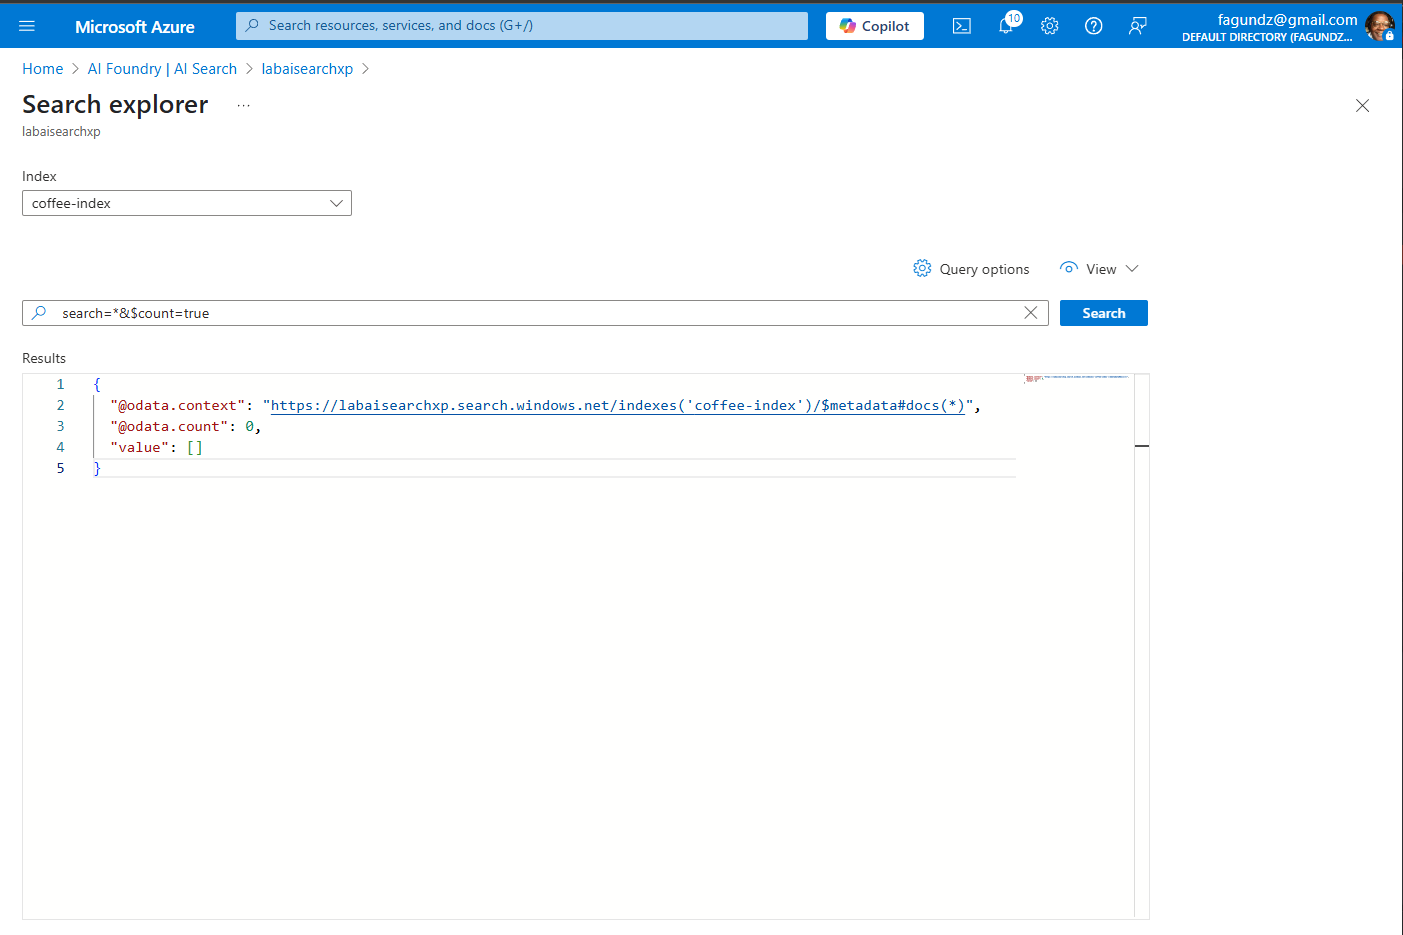 Microsoft Azure
Search resources, services, and docs (G+/)
Copilot
10
fagundz@gmail.com
DEFAULT DIRECTORY (FAGUNDZ...
Home > AI Foundry | AI Search > labaisearchxp >
Search explorer ...
labaisearchxp
Index
coffee-index
Query options
View
search=*&$count=true
Search
Results
1 {
2 "@odata.context": "https://labaisearchxp.search.windows.net/indexes('coffee-index')/$metadata#docs(*)",
3 "@odata.count": 0,
4 "value": []
5 }